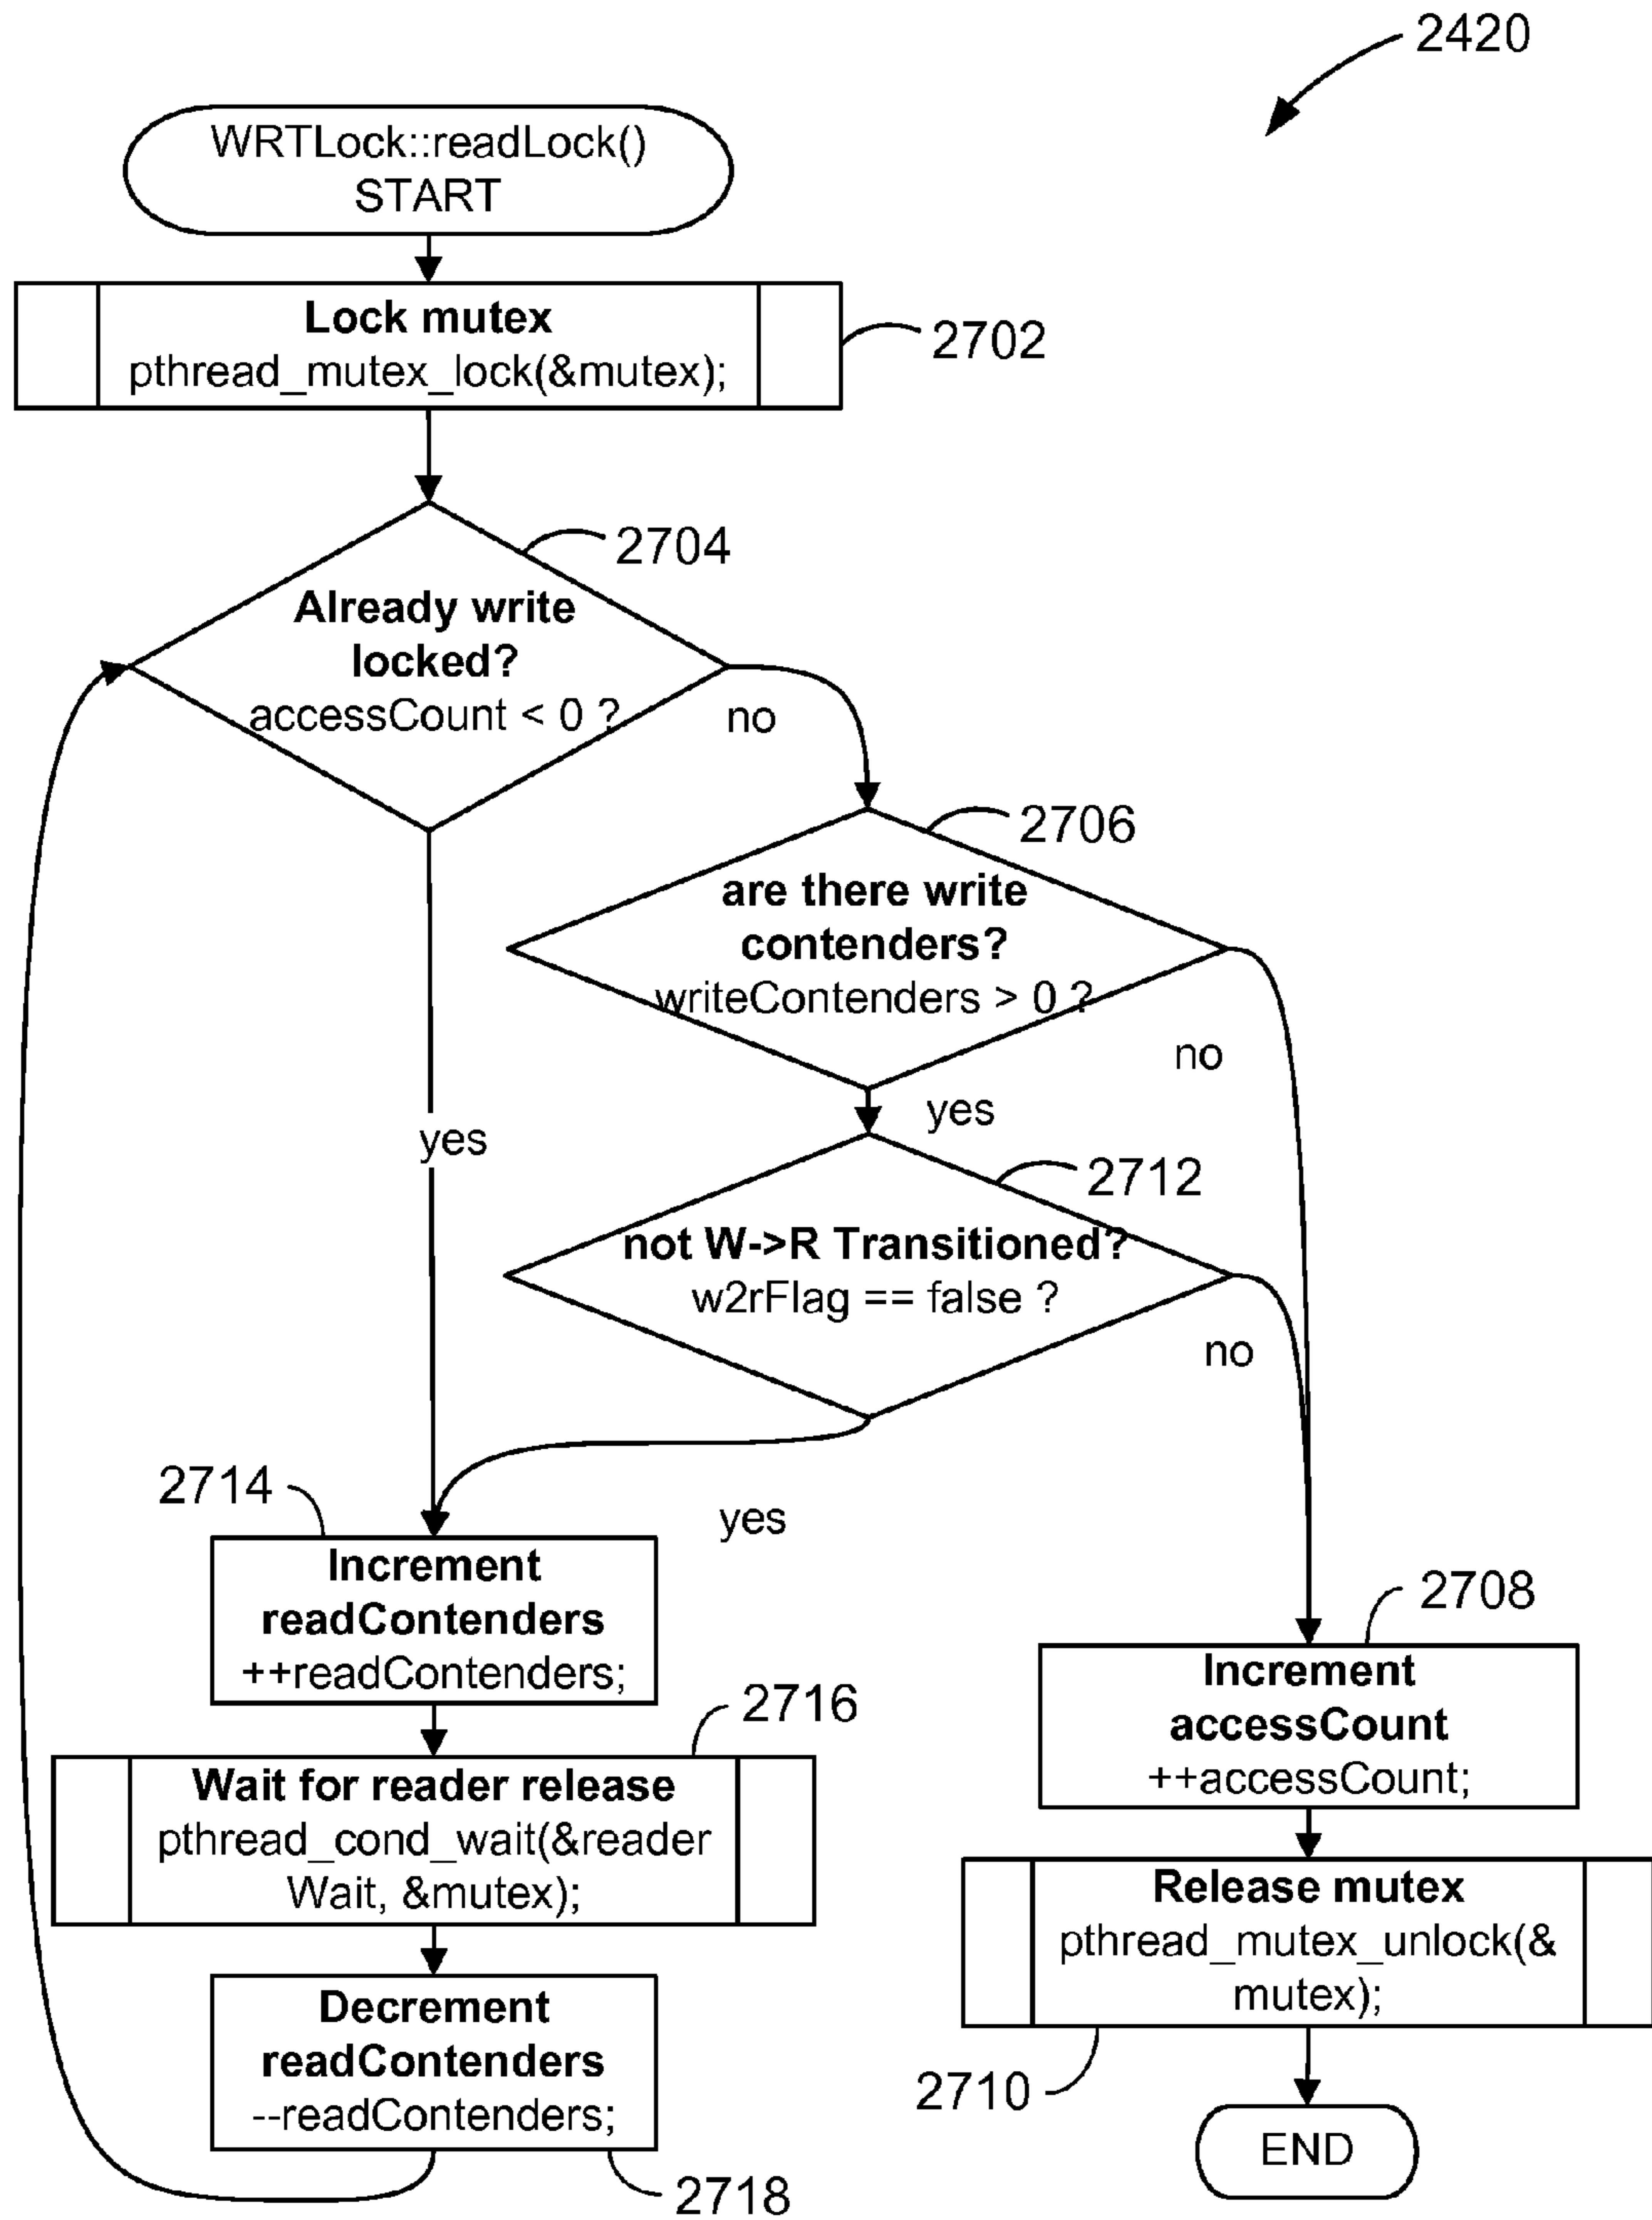 2420
WRTLock::readLock()
START
Lock mutex
pthread_mutex_lock(&mutex);
2702
2704
Already write
locked?
accessCount < 0 ?
no
2706
are there write
contenders?
writeContenders > 0 ?
no
yes
yes
2712
not W->R Transitioned?
w2rFlag == false ?
no
yes
2714
Increment
readContenders
++readContenders;
2716
Wait for reader release
pthread_cond_wait(&reader
Wait, &mutex);
Decrement
readContenders
--readContenders;
2718
2708
Increment
accessCount
++accessCount;
Release mutex
pthread_mutex_unlock(&
mutex);
2710
END